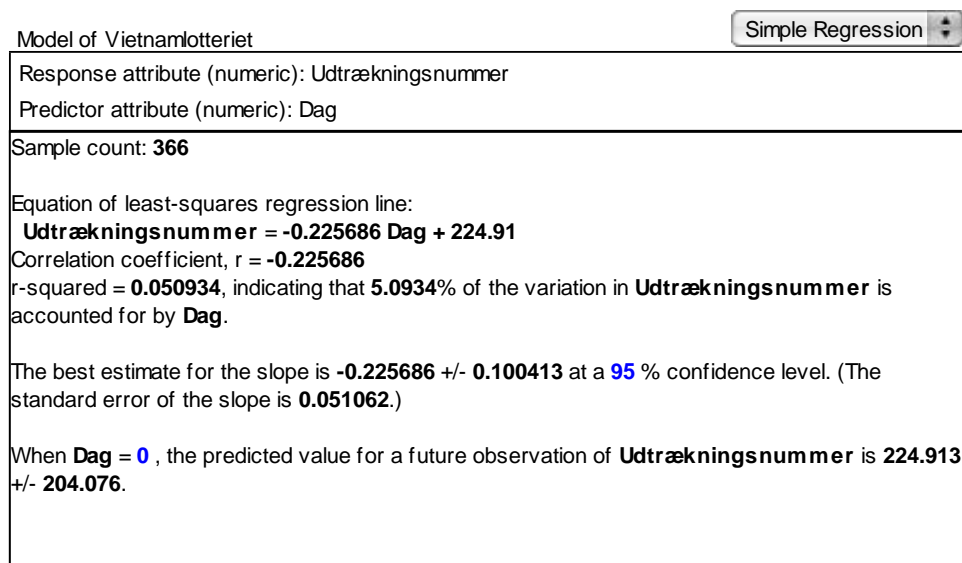 Model of Vietnamlotteriet
Simple Regression
Response attribute (numeric): Udtrækningsnummer
Predictor attribute (numeric): Dag
Sample count: 366
Equation of least-squares regression line:
Udtrækningsnummer = -0.225686 Dag + 224.91
Correlation coefficient, r = -0.225686
r-squared = 0.050934, indicating that 5.0934% of the variation in Udtrækningsnummer is
accounted for by Dag.
The best estimate for the slope is -0.225686 +/- 0.100413 at a 95 % confidence level. (The
standard error of the slope is 0.051062.)
When Dag = 0 , the predicted value for a future observation of Udtrækningsnummer is 224.913
+/- 204.076.